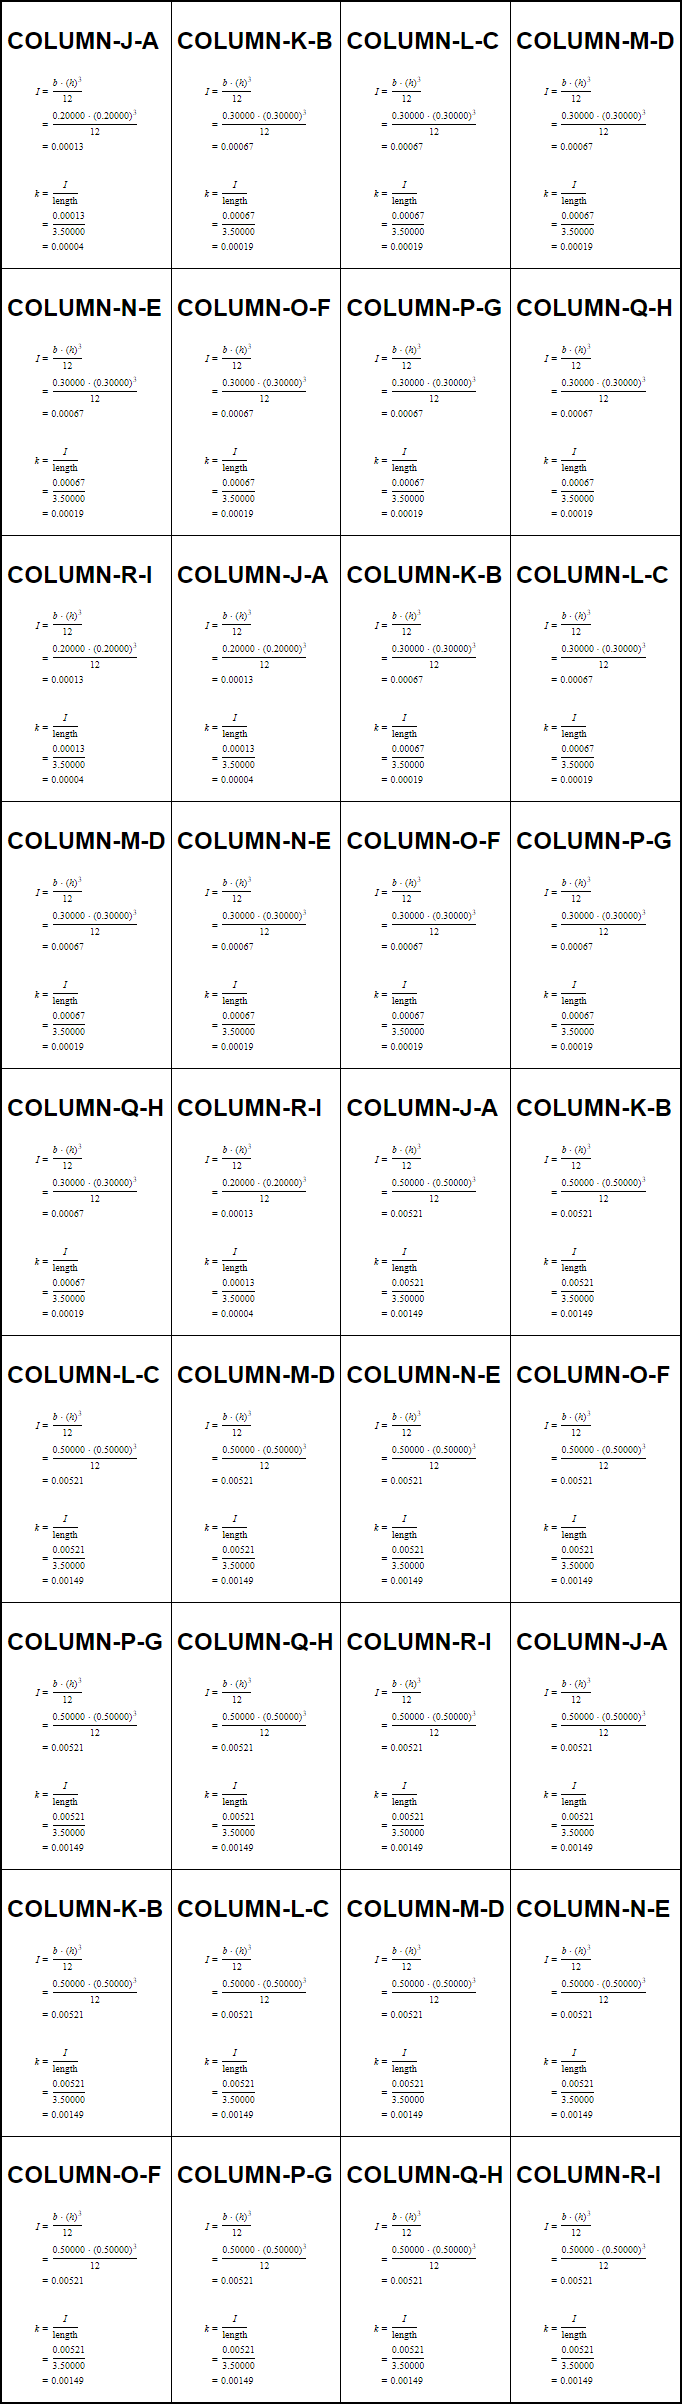 COLUMN-J-A
I = b · (h)³ / 12
= 0.20000 · (0.20000)³ / 12
= 0.00013
k = I / length
= 0.00013 / 3.50000
= 0.00004
COLUMN-K-B
I = b · (h)³ / 12
= 0.30000 · (0.30000)³ / 12
= 0.00067
k = I / length
= 0.00067 / 3.50000
= 0.00019
COLUMN-L-C
I = b · (h)³ / 12
= 0.30000 · (0.30000)³ / 12
= 0.00067
k = I / length
= 0.00067 / 3.50000
= 0.00019
COLUMN-M-D
I = b · (h)³ / 12
= 0.30000 · (0.30000)³ / 12
= 0.00067
k = I / length
= 0.00067 / 3.50000
= 0.00019
COLUMN-N-E
I = b · (h)³ / 12
= 0.30000 · (0.30000)³ / 12
= 0.00067
k = I / length
= 0.00067 / 3.50000
= 0.00019
COLUMN-O-F
I = b · (h)³ / 12
= 0.30000 · (0.30000)³ / 12
= 0.00067
k = I / length
= 0.00067 / 3.50000
= 0.00019
COLUMN-P-G
I = b · (h)³ / 12
= 0.30000 · (0.30000)³ / 12
= 0.00067
k = I / length
= 0.00067 / 3.50000
= 0.00019
COLUMN-Q-H
I = b · (h)³ / 12
= 0.30000 · (0.30000)³ / 12
= 0.00067
k = I / length
= 0.00067 / 3.50000
= 0.00019
COLUMN-R-I
I = b · (h)³ / 12
= 0.20000 · (0.20000)³ / 12
= 0.00013
k = I / length
= 0.00013 / 3.50000
= 0.00004
COLUMN-J-A
I = b · (h)³ / 12
= 0.20000 · (0.20000)³ / 12
= 0.00013
k = I / length
= 0.00013 / 3.50000
= 0.00004
COLUMN-K-B
I = b · (h)³ / 12
= 0.30000 · (0.30000)³ / 12
= 0.00067
k = I / length
= 0.00067 / 3.50000
= 0.00019
COLUMN-L-C
I = b · (h)³ / 12
= 0.30000 · (0.30000)³ / 12
= 0.00067
k = I / length
= 0.00067 / 3.50000
= 0.00019
COLUMN-M-D
I = b · (h)³ / 12
= 0.30000 · (0.30000)³ / 12
= 0.00067
k = I / length
= 0.00067 / 3.50000
= 0.00019
COLUMN-N-E
I = b · (h)³ / 12
= 0.30000 · (0.30000)³ / 12
= 0.00067
k = I / length
= 0.00067 / 3.50000
= 0.00019
COLUMN-O-F
I = b · (h)³ / 12
= 0.30000 · (0.30000)³ / 12
= 0.00067
k = I / length
= 0.00067 / 3.50000
= 0.00019
COLUMN-P-G
I = b · (h)³ / 12
= 0.30000 · (0.30000)³ / 12
= 0.00067
k = I / length
= 0.00067 / 3.50000
= 0.00019
COLUMN-Q-H
I = b · (h)³ / 12
= 0.30000 · (0.30000)³ / 12
= 0.00067
k = I / length
= 0.00067 / 3.50000
= 0.00019
COLUMN-R-I
I = b · (h)³ / 12
= 0.20000 · (0.20000)³ / 12
= 0.00013
k = I / length
= 0.00013 / 3.50000
= 0.00004
COLUMN-J-A
I = b · (h)³ / 12
= 0.50000 · (0.50000)³ / 12
= 0.00521
k = I / length
= 0.00521 / 3.50000
= 0.00149
COLUMN-K-B
I = b · (h)³ / 12
= 0.50000 · (0.50000)³ / 12
= 0.00521
k = I / length
= 0.00521 / 3.50000
= 0.00149
COLUMN-L-C
I = b · (h)³ / 12
= 0.50000 · (0.50000)³ / 12
= 0.00521
k = I / length
= 0.00521 / 3.50000
= 0.00149
COLUMN-M-D
I = b · (h)³ / 12
= 0.50000 · (0.50000)³ / 12
= 0.00521
k = I / length
= 0.00521 / 3.50000
= 0.00149
COLUMN-N-E
I = b · (h)³ / 12
= 0.50000 · (0.50000)³ / 12
= 0.00521
k = I / length
= 0.00521 / 3.50000
= 0.00149
COLUMN-O-F
I = b · (h)³ / 12
= 0.50000 · (0.50000)³ / 12
= 0.00521
k = I / length
= 0.00521 / 3.50000
= 0.00149
COLUMN-P-G
I = b · (h)³ / 12
= 0.50000 · (0.50000)³ / 12
= 0.00521
k = I / length
= 0.00521 / 3.50000
= 0.00149
COLUMN-Q-H
I = b · (h)³ / 12
= 0.50000 · (0.50000)³ / 12
= 0.00521
k = I / length
= 0.00521 / 3.50000
= 0.00149
COLUMN-R-I
I = b · (h)³ / 12
= 0.50000 · (0.50000)³ / 12
= 0.00521
k = I / length
= 0.00521 / 3.50000
= 0.00149
COLUMN-J-A
I = b · (h)³ / 12
= 0.50000 · (0.50000)³ / 12
= 0.00521
k = I / length
= 0.00521 / 3.50000
= 0.00149
COLUMN-K-B
I = b · (h)³ / 12
= 0.50000 · (0.50000)³ / 12
= 0.00521
k = I / length
= 0.00521 / 3.50000
= 0.00149
COLUMN-L-C
I = b · (h)³ / 12
= 0.50000 · (0.50000)³ / 12
= 0.00521
k = I / length
= 0.00521 / 3.50000
= 0.00149
COLUMN-M-D
I = b · (h)³ / 12
= 0.50000 · (0.50000)³ / 12
= 0.00521
k = I / length
= 0.00521 / 3.50000
= 0.00149
COLUMN-N-E
I = b · (h)³ / 12
= 0.50000 · (0.50000)³ / 12
= 0.00521
k = I / length
= 0.00521 / 3.50000
= 0.00149
COLUMN-O-F
I = b · (h)³ / 12
= 0.50000 · (0.50000)³ / 12
= 0.00521
k = I / length
= 0.00521 / 3.50000
= 0.00149
COLUMN-P-G
I = b · (h)³ / 12
= 0.50000 · (0.50000)³ / 12
= 0.00521
k = I / length
= 0.00521 / 3.50000
= 0.00149
COLUMN-Q-H
I = b · (h)³ / 12
= 0.50000 · (0.50000)³ / 12
= 0.00521
k = I / length
= 0.00521 / 3.50000
= 0.00149
COLUMN-R-I
I = b · (h)³ / 12
= 0.50000 · (0.50000)³ / 12
= 0.00521
k = I / length
= 0.00521 / 3.50000
= 0.00149